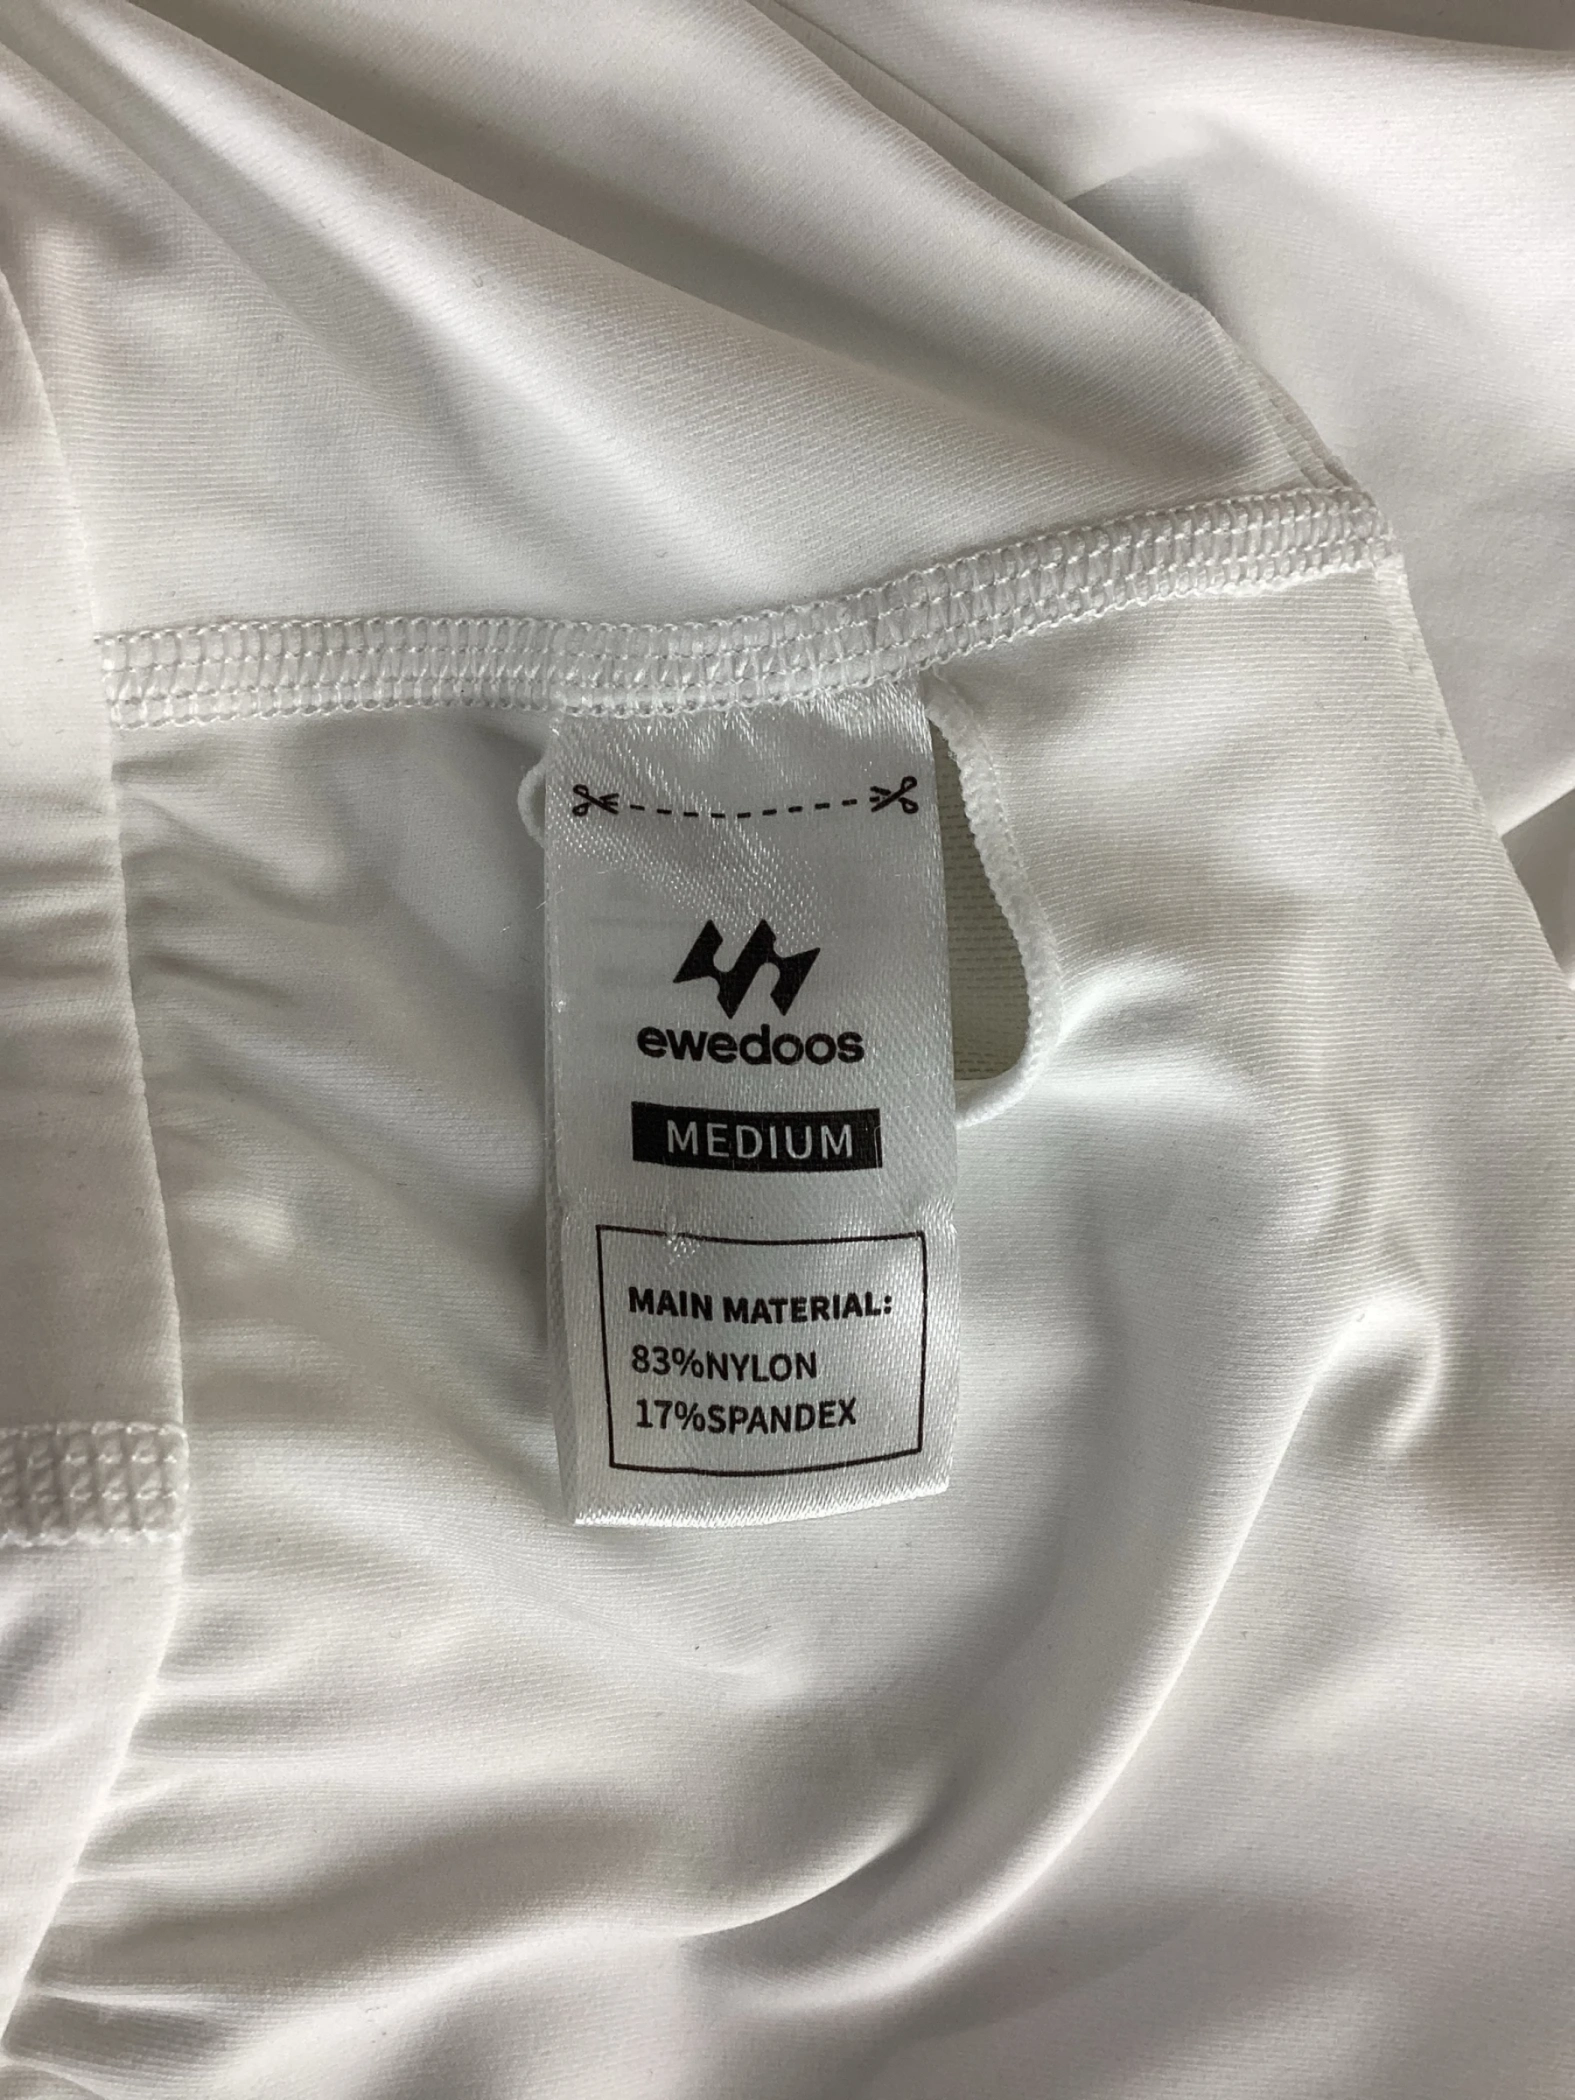 ewedoos
MEDIUM
MAIN MATERIAL:
83%NYLON
17%SPANDEX